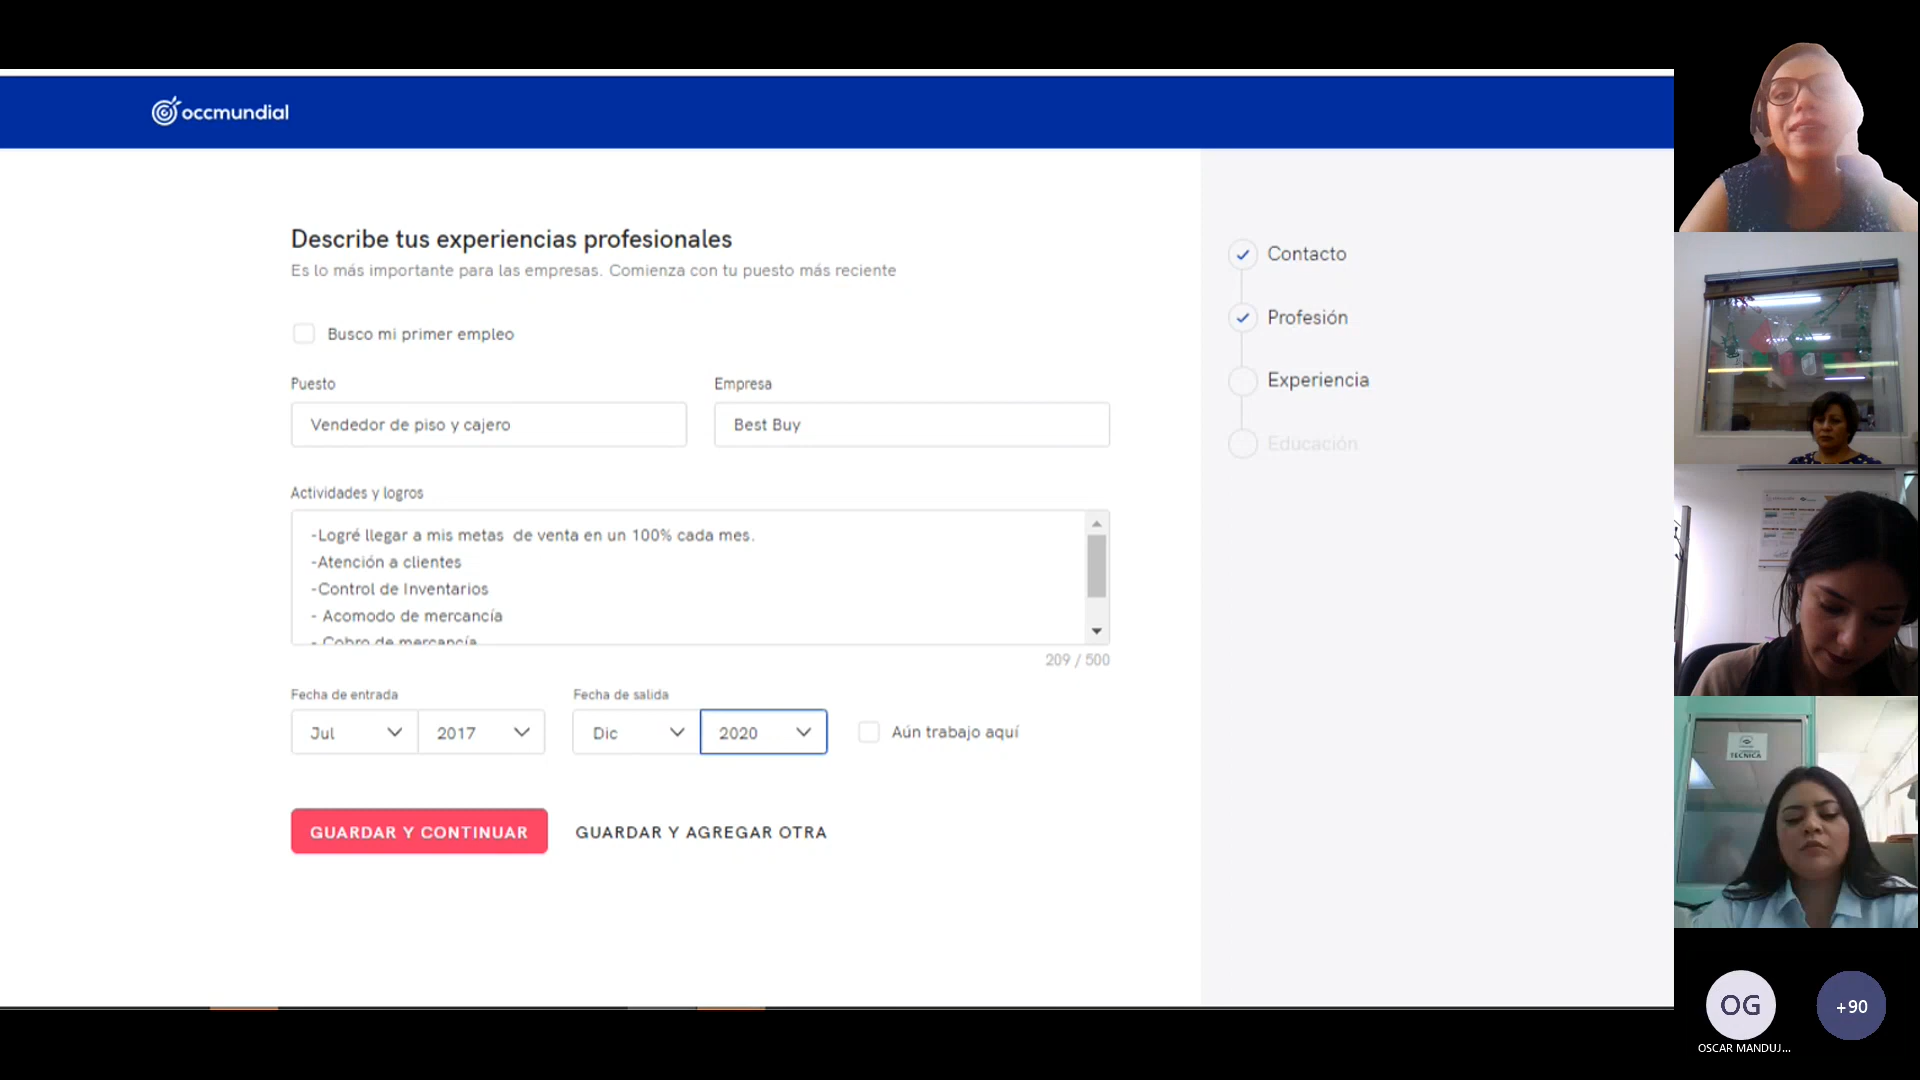 occmundial
Describe tus experiencias profesionales
Es lo más importante para las empresas. Comienza con tu puesto más reciente
Busco mi primer empleo
Puesto
Empresa
Vendedor de piso y cajero
Best Buy
Actividades y logros
-Logré llegar a mis metas  de venta en un 100% cada mes.
-Atención a clientes
-Control de Inventarios
- Acomodo de mercancía
- Cobro de mercancía
209 / 500
Fecha de entrada
Fecha de salida
Jul
2017
Dic
2020
Aún trabajo aquí
GUARDAR Y CONTINUAR
GUARDAR Y AGREGAR OTRA
Contacto
Profesión
Experiencia
Educación
TECNICA
OG
+90
OSCAR MANDUJ...